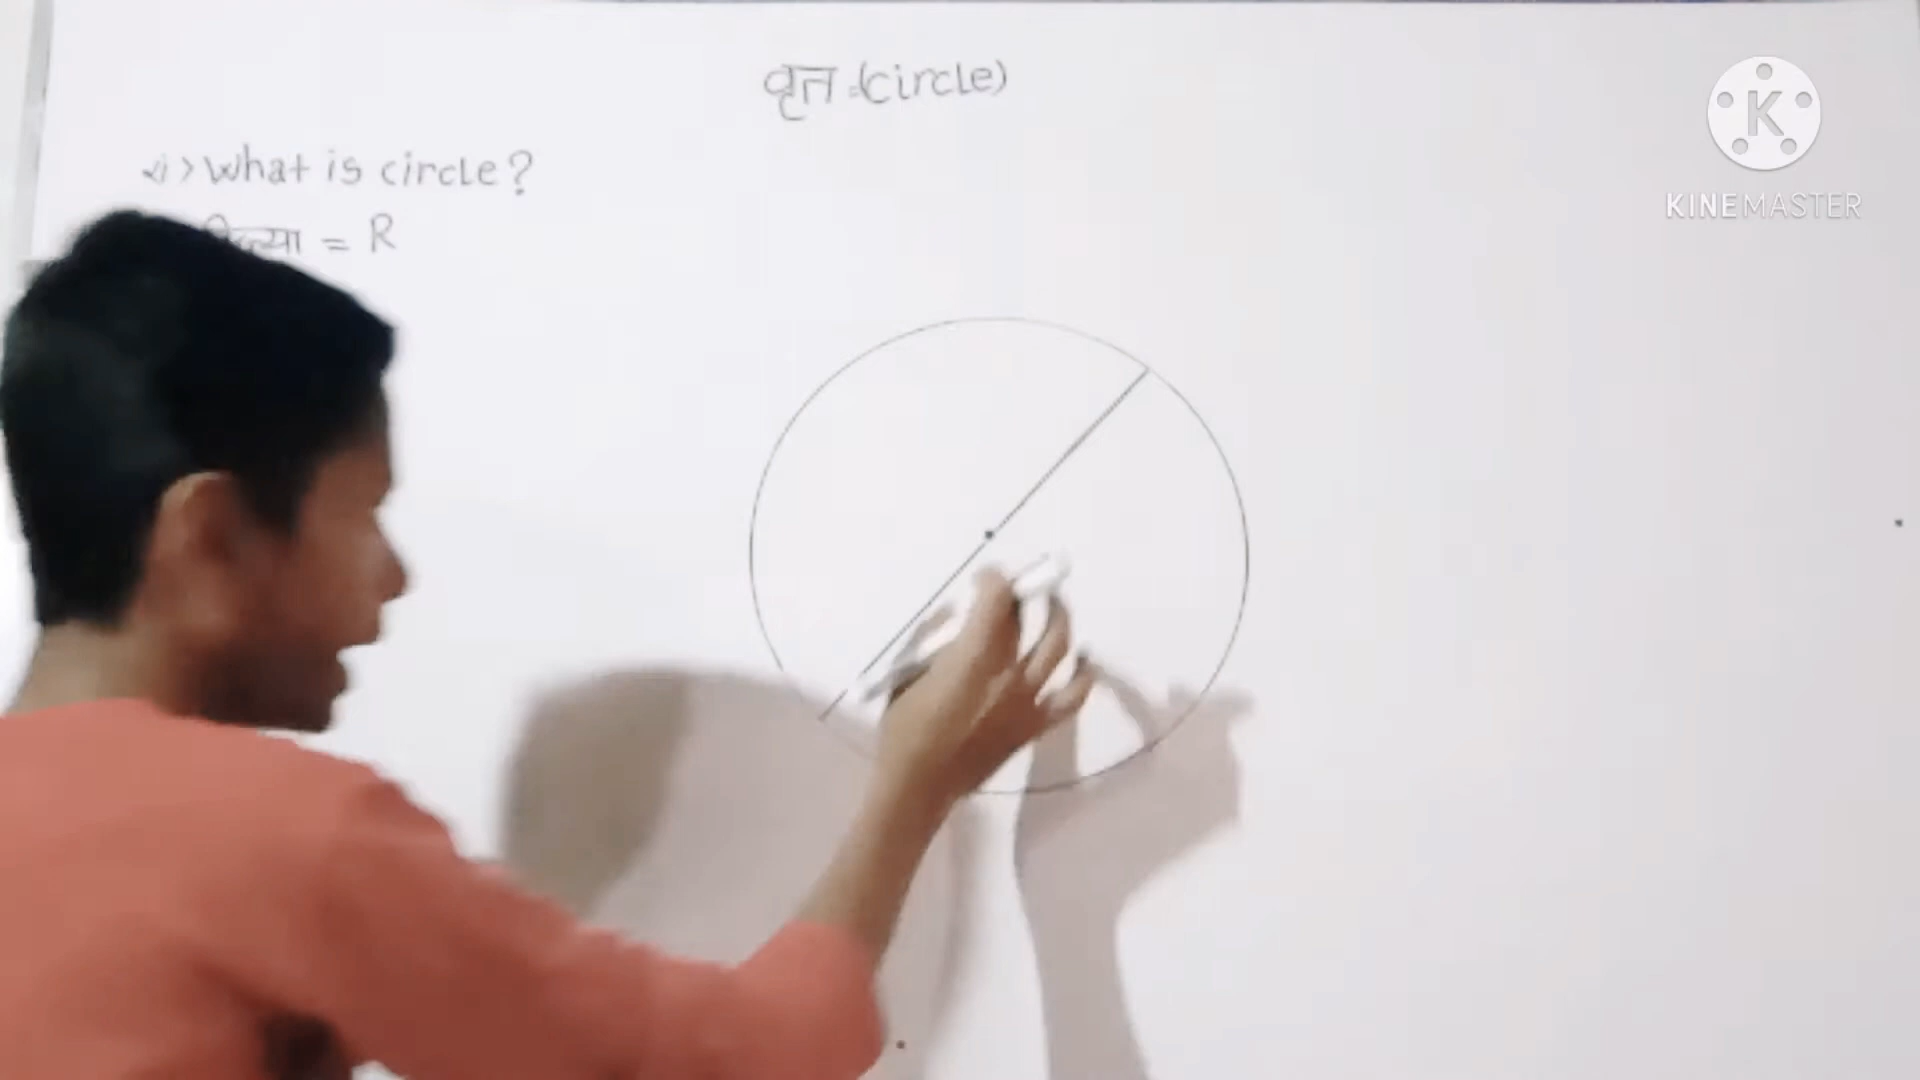 वृत =(circle)
i> What is circle?
= R
KINEMASTER